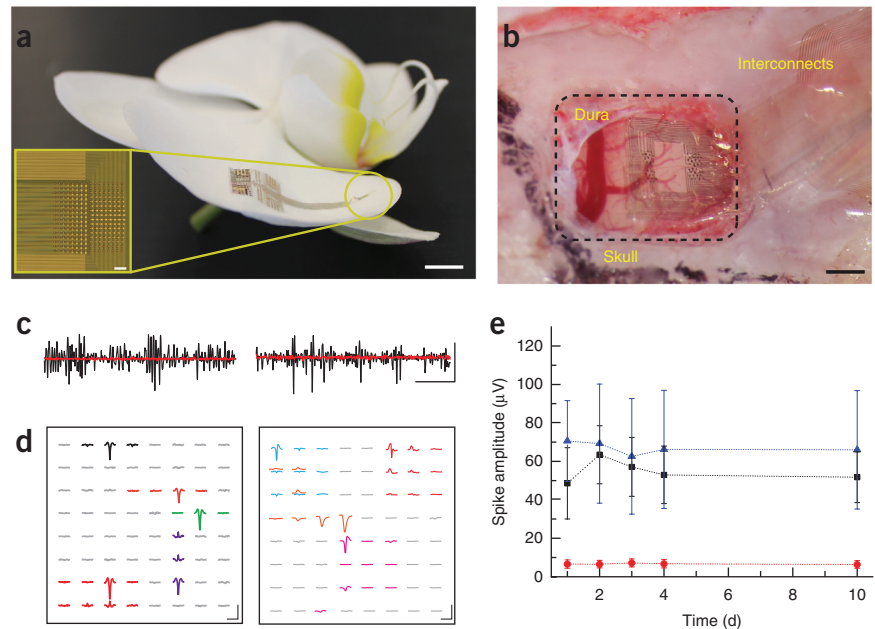 a
b
Interconnects
Dura
Skull
c
d
e
120
100
80
60
40
20
0
Spike amplitude (μV)
2
4
6
8
10
Time (d)